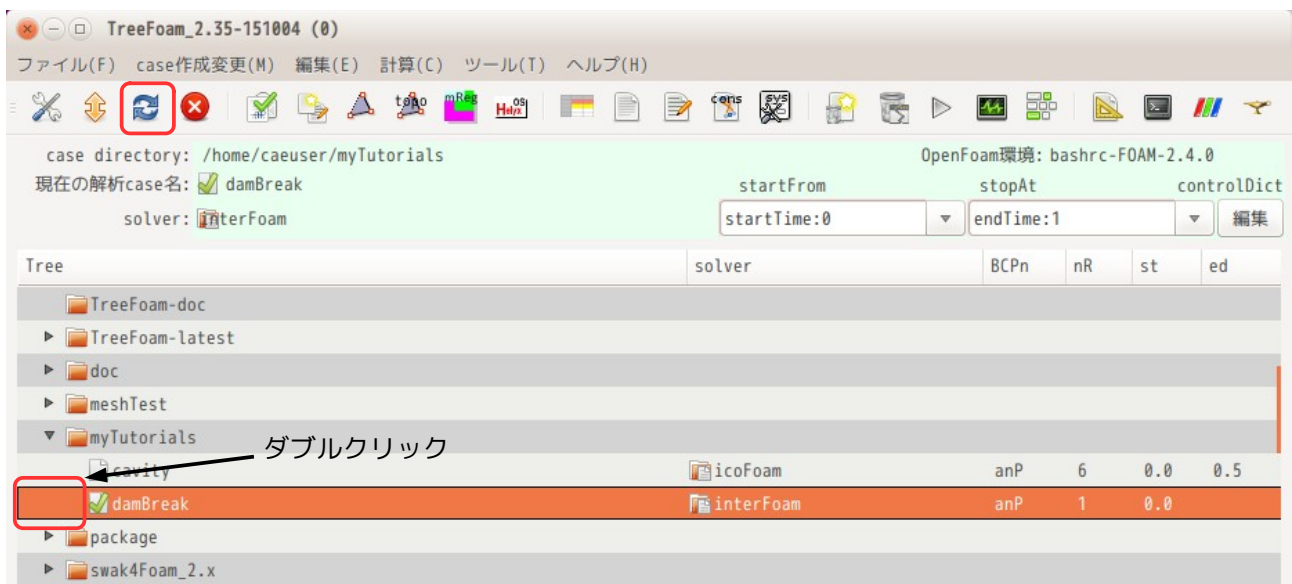 TreeFoam_2.35-151004 (0)
ファイル(F) case作成変更(M) 編集(E) 計算(C) ツール(T) ヘルプ(H)
topo mReg Helyx OS cons sys
case directory: /home/caeuser/myTutorials OpenFoam環境: bashrc-FOAM-2.4.0
現在の解析case名: damBreak startFrom stopAt controlDict
solver: interFoam startTime:0 endTime:1 編集
Tree solver BCPn nR st ed
TreeFoam-doc
TreeFoam-latest
doc
meshTest
myTutorials
ダブルクリック
cavity icoFoam anP 6 0.0 0.5
damBreak interFoam anP 1 0.0
package
swak4Foam_2.x